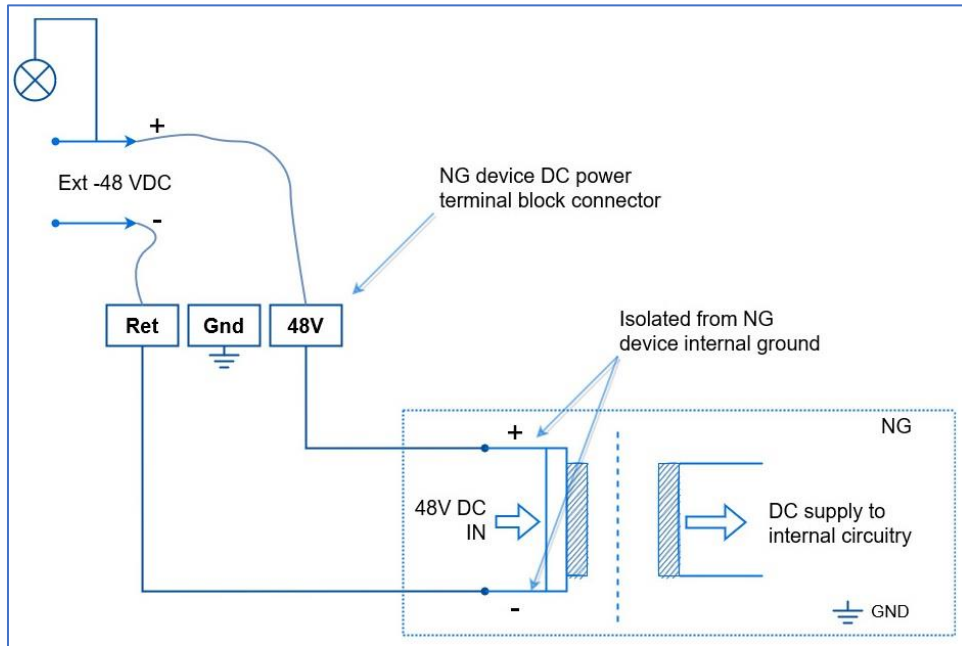 +
Ext -48 VDC
-
NG device DC power
terminal block connector
Ret
Gnd
48V
Isolated from NG
device internal ground
NG
+
48V DC
IN
DC supply to
internal circuitry
-
GND